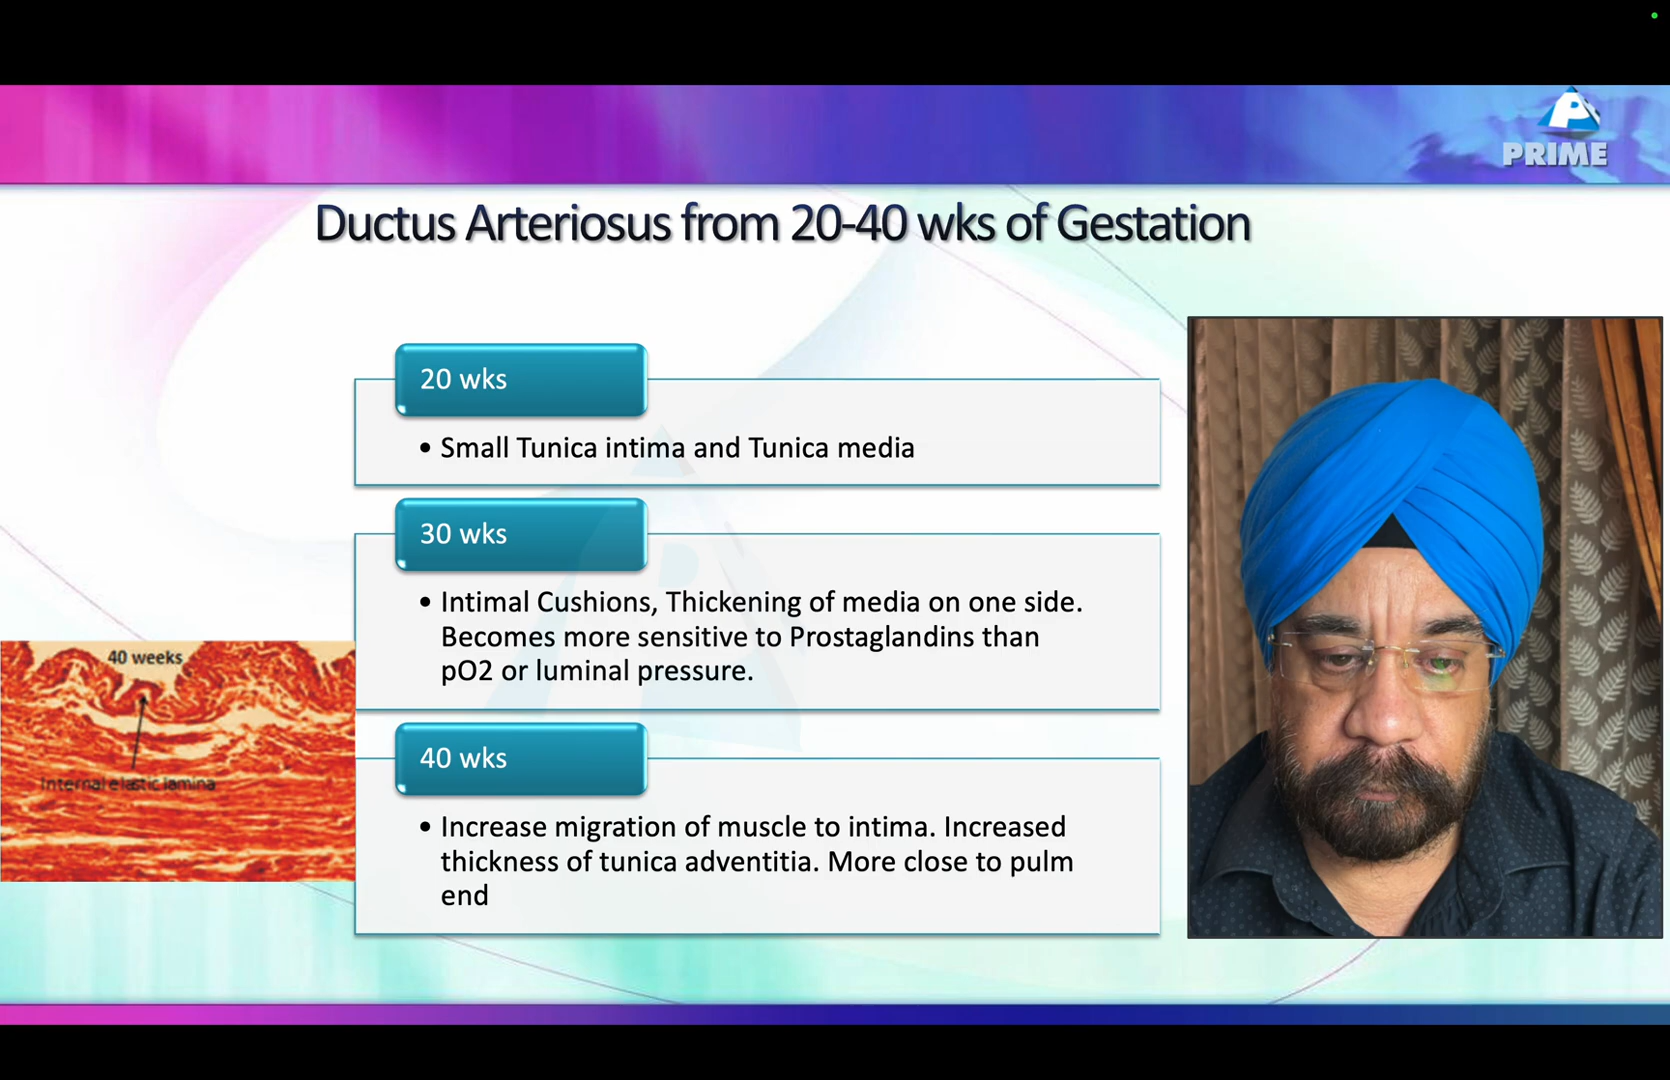 PRIME
Ductus Arteriosus from 20-40 wks of Gestation
20 wks
• Small Tunica intima and Tunica media
30 wks
• Intimal Cushions, Thickening of media on one side.
Becomes more sensitive to Prostaglandins than
pO2 or luminal pressure.
40 weeks
Internal elastic lamina
40 wks
• Increase migration of muscle to intima. Increased
thickness of tunica adventitia. More close to pulm
end